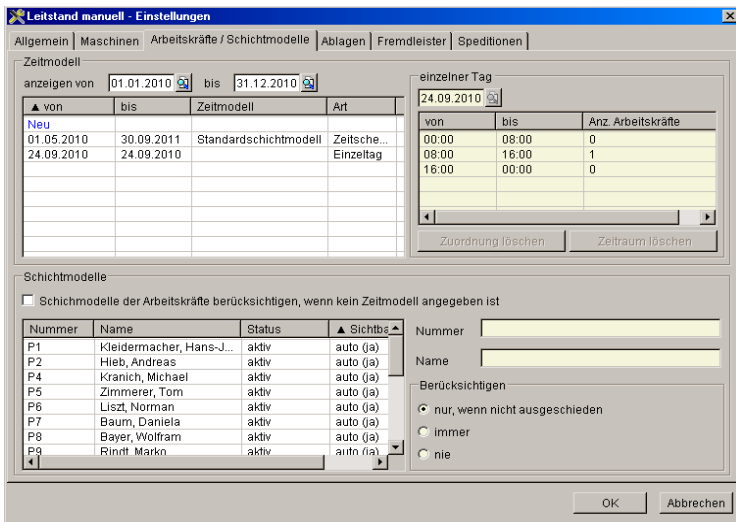 Leitstand manuell - Einstellungen
Allgemein Maschinen Arbeitskräfte / Schichtmodelle Ablagen Fremdleister Speditionen
Zeitmodell
anzeigen von 01.01.2010 bis 31.12.2010
▲ von bis Zeitmodell Art
Neu
01.05.2010 30.09.2011 Standardschichtmodell Zeitsche...
24.09.2010 24.09.2010 Einzeltag
einzelner Tag
24.09.2010
von bis Anz. Arbeitskräfte
00:00 08:00 0
08:00 16:00 1
16:00 00:00 0
Zuordnung löschen Zeitraum löschen
Schichtmodelle
Schichmodelle der Arbeitskräfte berücksichtigen, wenn kein Zeitmodell angegeben ist
Nummer Name Status ▲ Sichtba
P1 Kleidermacher, Hans-J... aktiv auto (ja)
P2 Hieb, Andreas aktiv auto (ja)
P4 Kranich, Michael aktiv auto (ja)
P5 Zimmerer, Tom aktiv auto (ja)
P6 Liszt, Norman aktiv auto (ja)
P7 Baum, Daniela aktiv auto (ja)
P8 Bayer, Wolfram aktiv auto (ja)
P9 Rindt, Marko aktiv auto (ja)
Nummer
Name
Berücksichtigen
nur, wenn nicht ausgeschieden
immer
nie
OK Abbrechen